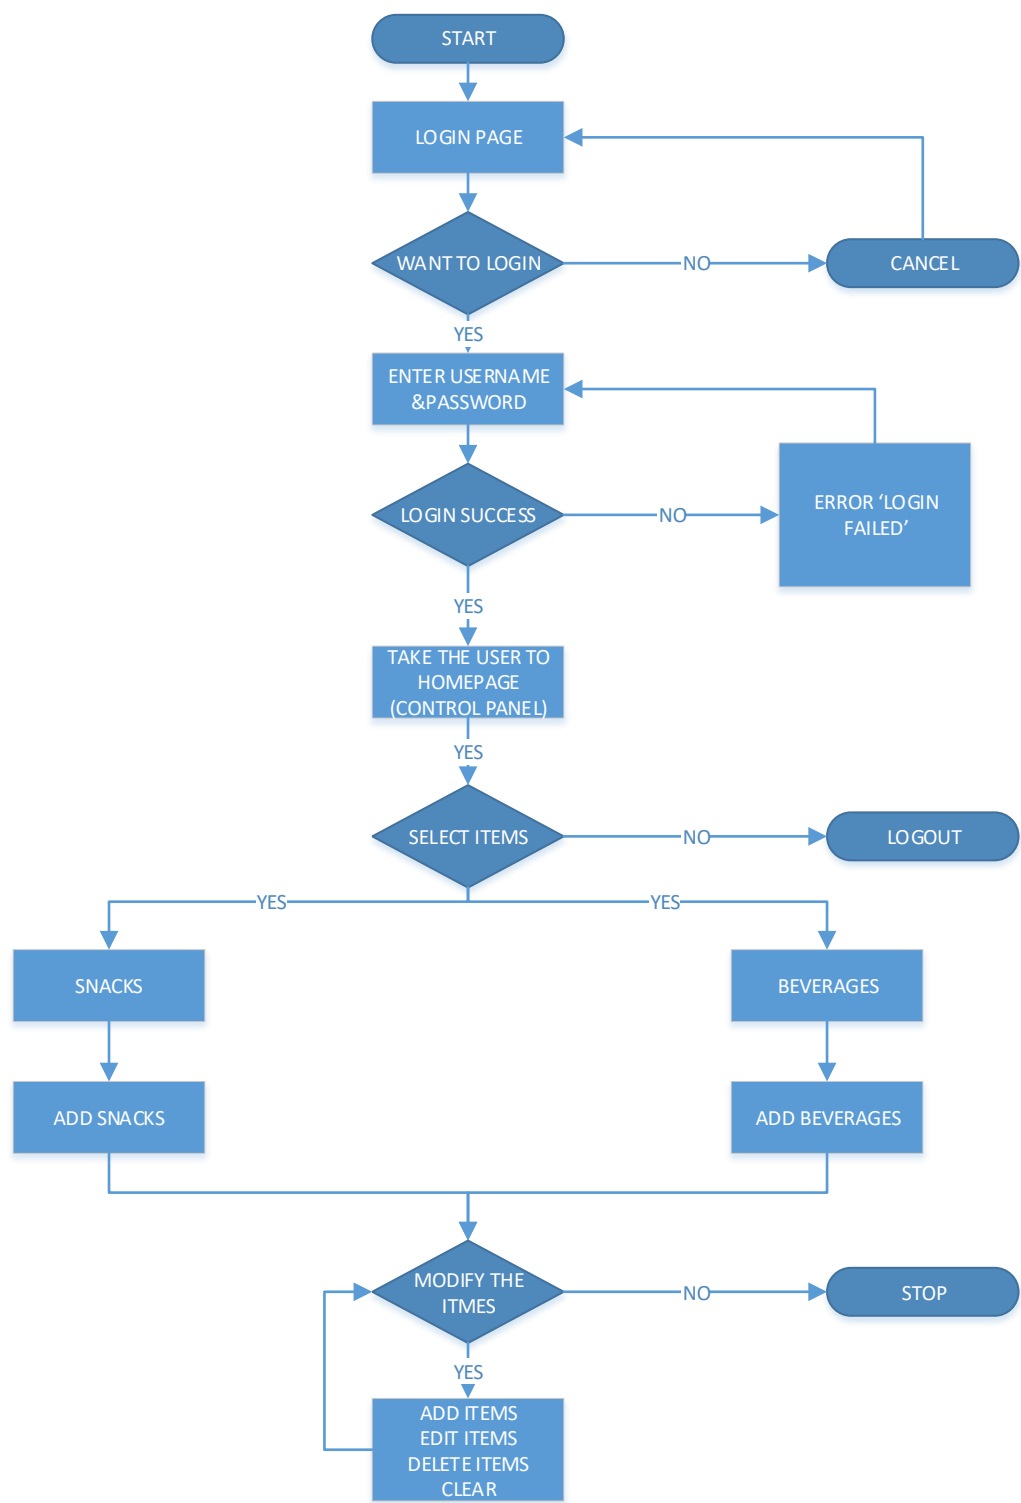 START
LOGIN PAGE
WANT TO LOGIN
NO
CANCEL
YES
ENTER USERNAME
&PASSWORD
LOGIN SUCCESS
NO
ERROR ‘LOGIN
FAILED’
YES
TAKE THE USER TO
HOMEPAGE
(CONTROL PANEL)
YES
SELECT ITEMS
NO
LOGOUT
YES
YES
SNACKS
BEVERAGES
ADD SNACKS
ADD BEVERAGES
MODIFY THE
ITMES
NO
STOP
YES
ADD ITEMS
EDIT ITEMS
DELETE ITEMS
CLEAR